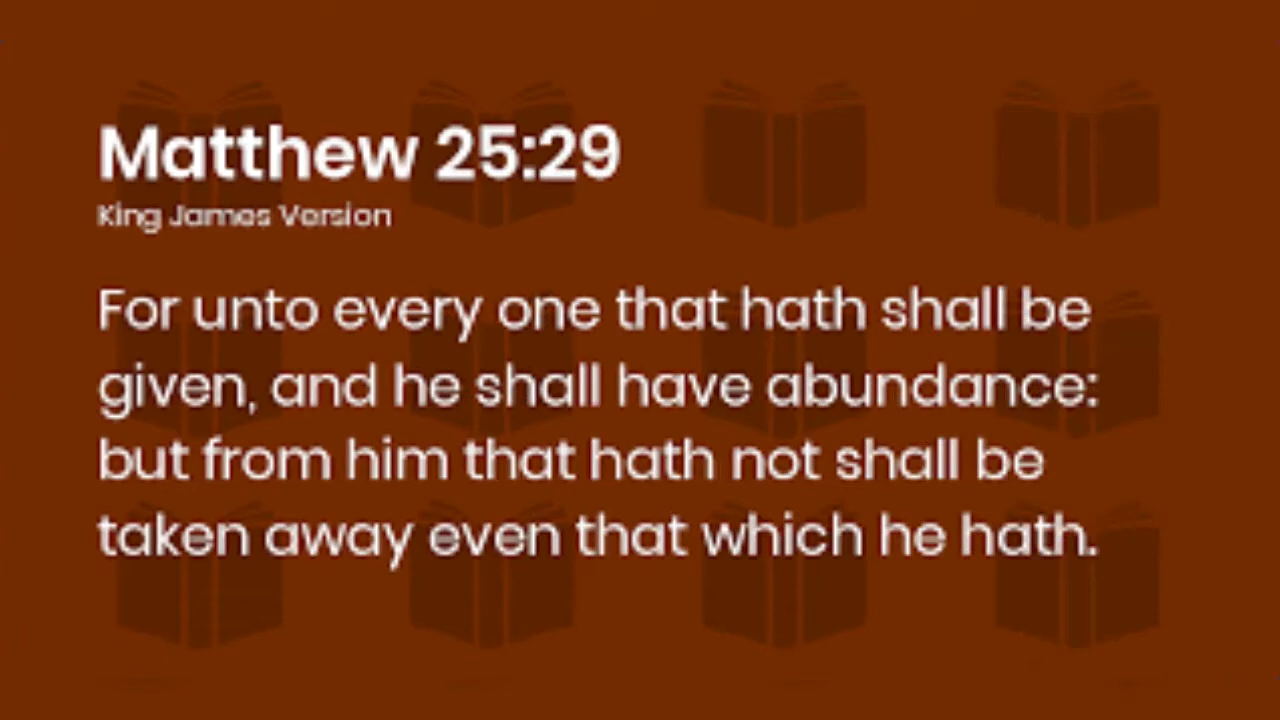 Matthew 25:29
King James Version
For unto every one that hath shall be
given, and he shall have abundance:
but from him that hath not shall be
taken away even that which he hath.